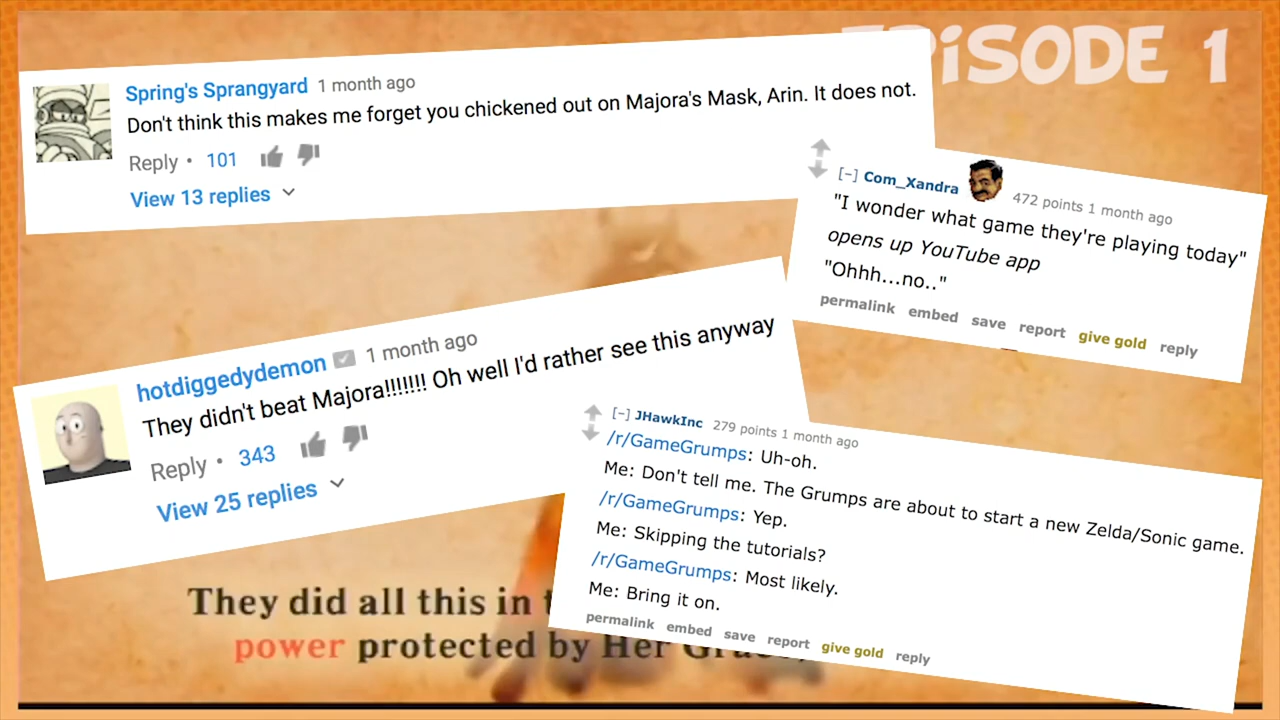 EPiSODE 1
Spring's Sprangyard 1 month ago
Don't think this makes me forget you chickened out on Majora's Mask, Arin. It does not.
Reply • 101
View 13 replies
[-] Com_Xandra 472 points 1 month ago
"I wonder what game they're playing today"
opens up YouTube app
"Ohhh...no.."
permalink embed save report give gold reply
hotdiggedydemon 1 month ago
They didn't beat Majora!!!!!!! Oh well I'd rather see this anyway
Reply • 343
View 25 replies
[-] JHawkInc 279 points 1 month ago
/r/GameGrumps: Uh-oh.
Me: Don't tell me. The Grumps are about to start a new Zelda/Sonic game.
/r/GameGrumps: Yep.
Me: Skipping the tutorials?
/r/GameGrumps: Most likely.
Me: Bring it on.
permalink embed save report give gold reply
They did all this in
power protected by Her